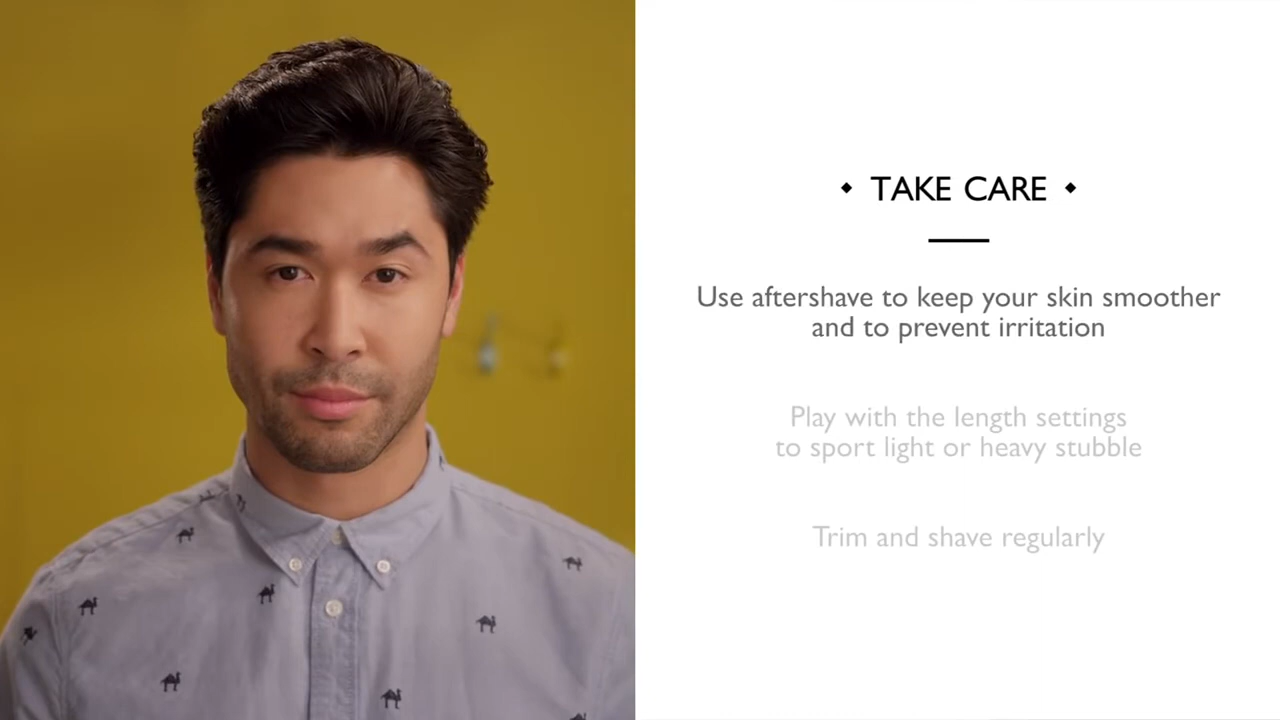 TAKE CARE
Use aftershave to keep your skin smoother
and to prevent irritation
Play with the length settings
to sport light or heavy stubble
Trim and shave regularly